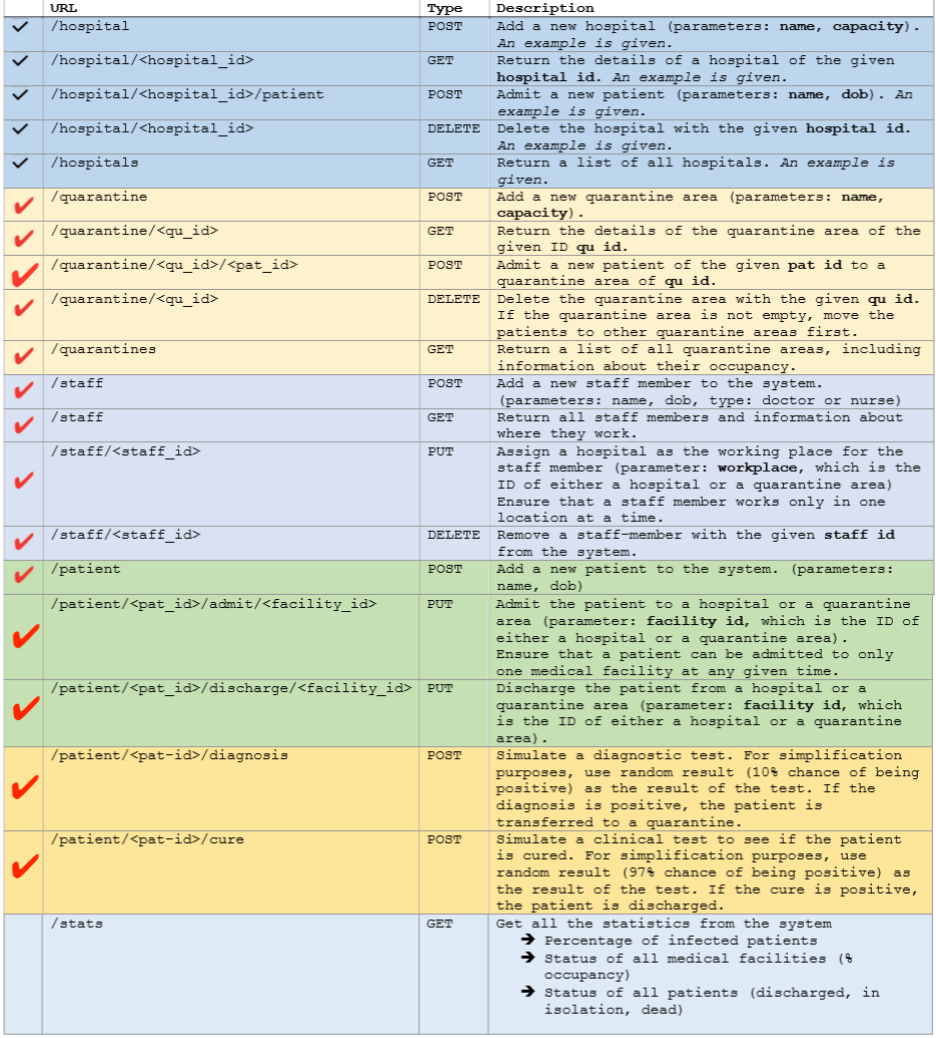 URL Type Description
/hospital POST Add a new hospital (parameters: name, capacity).
An example is given.
/hospital/<hospital_id> GET Return the details of a hospital of the given
hospital id. An example is given.
/hospital/<hospital_id>/patient POST Admit a new patient (parameters: name, dob). An
example is given.
/hospital/<hospital_id> DELETE Delete the hospital with the given hospital id.
An example is given.
/hospitals GET Return a list of all hospitals. An example is
given.
/quarantine POST Add a new quarantine area (parameters: name,
capacity).
/quarantine/<qu_id> GET Return the details of the quarantine area of the
given ID qu id.
/quarantine/<qu_id>/<pat_id> POST Admit a new patient of the given pat id to a
quarantine area of qu id.
/quarantine/<qu_id> DELETE Delete the quarantine area with the given qu id.
If the quarantine area is not empty, move the
patients to other quarantine areas first.
/quarantines GET Return a list of all quarantine areas, including
information about their occupancy.
/staff POST Add a new staff member to the system.
(parameters: name, dob, type: doctor or nurse)
/staff GET Return all staff members and information about
where they work.
/staff/<staff_id> PUT Assign a hospital as the working place for the
staff member (parameter: workplace, which is the
ID of either a hospital or a quarantine area)
Ensure that a staff member works only in one
location at a time.
/staff/<staff_id> DELETE Remove a staff-member with the given staff id
from the system.
/patient POST Add a new patient to the system. (parameters:
name, dob)
/patient/<pat_id>/admit/<facility_id> PUT Admit the patient to a hospital or a quarantine
area (parameter: facility id, which is the ID of
either a hospital or a quarantine area).
Ensure that a patient can be admitted to only
one medical facility at any given time.
/patient/<pat_id>/discharge/<facility_id> PUT Discharge the patient from a hospital or a
quarantine area (parameter: facility id, which
is the ID of either a hospital or a quarantine
area).
/patient/<pat-id>/diagnosis POST Simulate a diagnostic test. For simplification
purposes, use random result (10% chance of being
positive) as the result of the test. If the
diagnosis is positive, the patient is
transferred to a quarantine.
/patient/<pat-id>/cure POST Simulate a clinical test to see if the patient
is cured. For simplification purposes, use
random result (97% chance of being positive) as
the result of the test. If the cure is positive,
the patient is discharged.
/stats GET Get all the statistics from the system
➔ Percentage of infected patients
➔ Status of all medical facilities (%
occupancy)
➔ Status of all patients (discharged, in
isolation, dead)